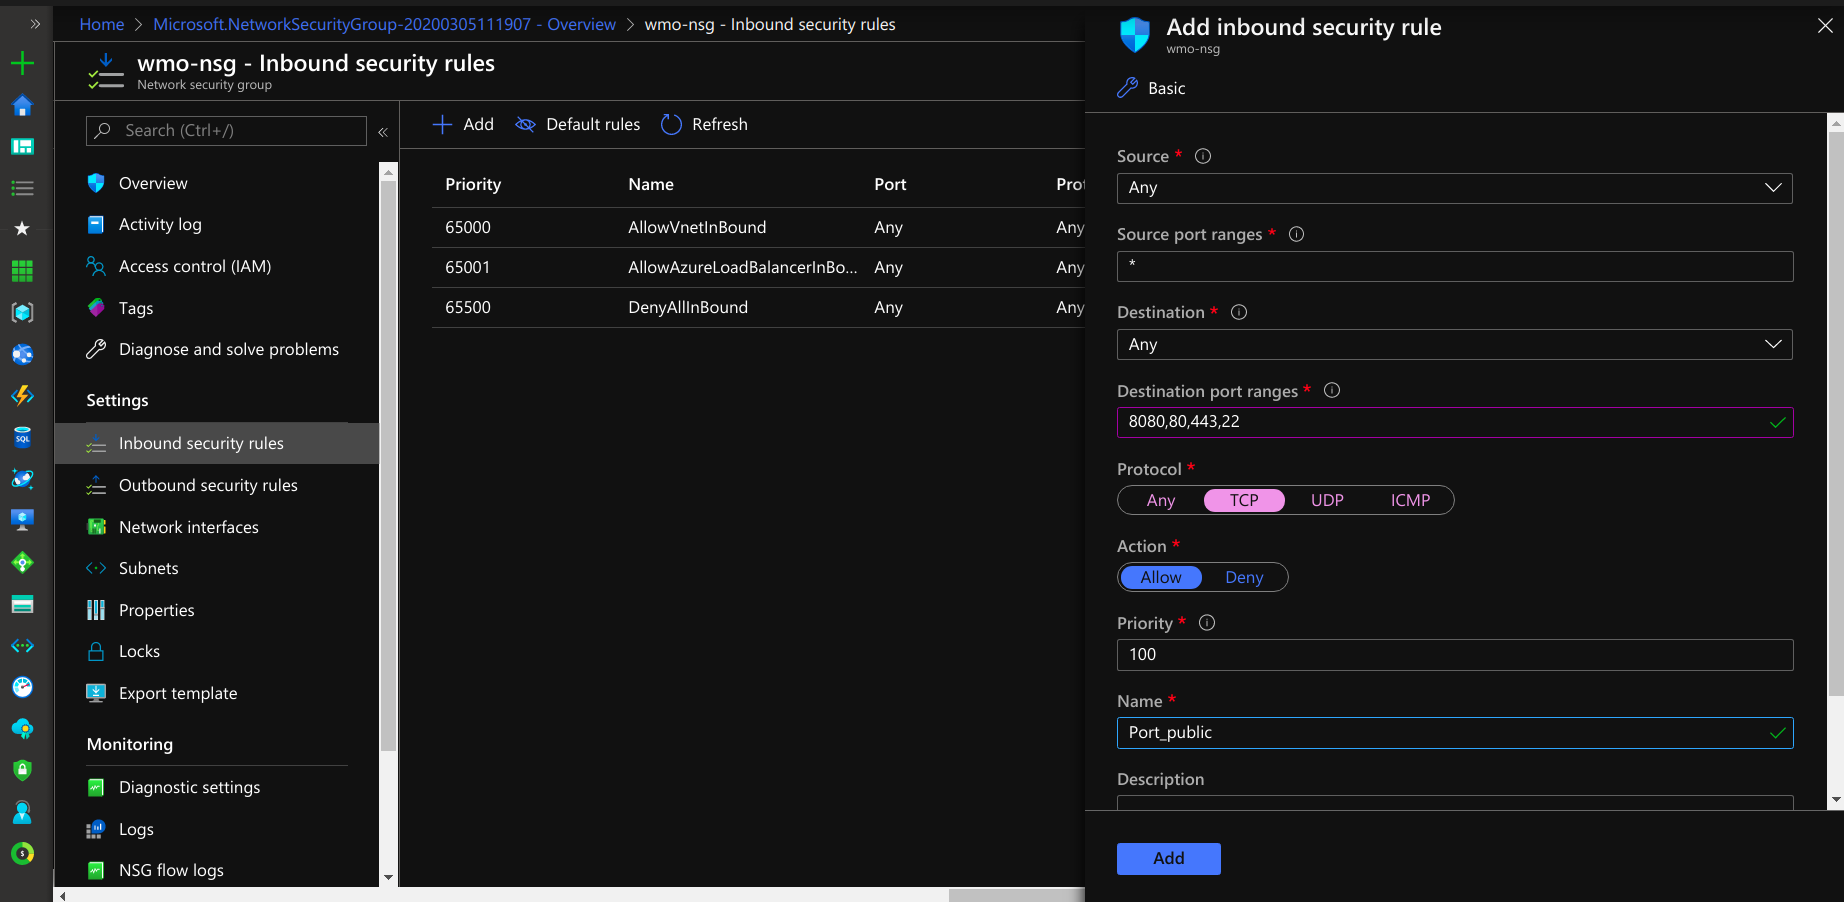 Home > Microsoft.NetworkSecurityGroup-20200305111907 - Overview > wmo-nsg - Inbound security rules
wmo-nsg - Inbound security rules
Network security group
Search (Ctrl+/)
Overview
Activity log
Access control (IAM)
Tags
Diagnose and solve problems
Settings
Inbound security rules
Outbound security rules
Network interfaces
Subnets
Properties
Locks
Export template
Monitoring
Diagnostic settings
Logs
NSG flow logs
Add Default rules Refresh
Priority Name Port Prot
65000 AllowVnetInBound Any Any
65001 AllowAzureLoadBalancerInBo... Any Any
65500 DenyAllInBound Any Any
Add inbound security rule
wmo-nsg
Basic
Source *
Any
Source port ranges *
*
Destination *
Any
Destination port ranges *
8080,80,443,22
Protocol *
Any TCP UDP ICMP
Action *
Allow Deny
Priority *
100
Name *
Port_public
Description
Add